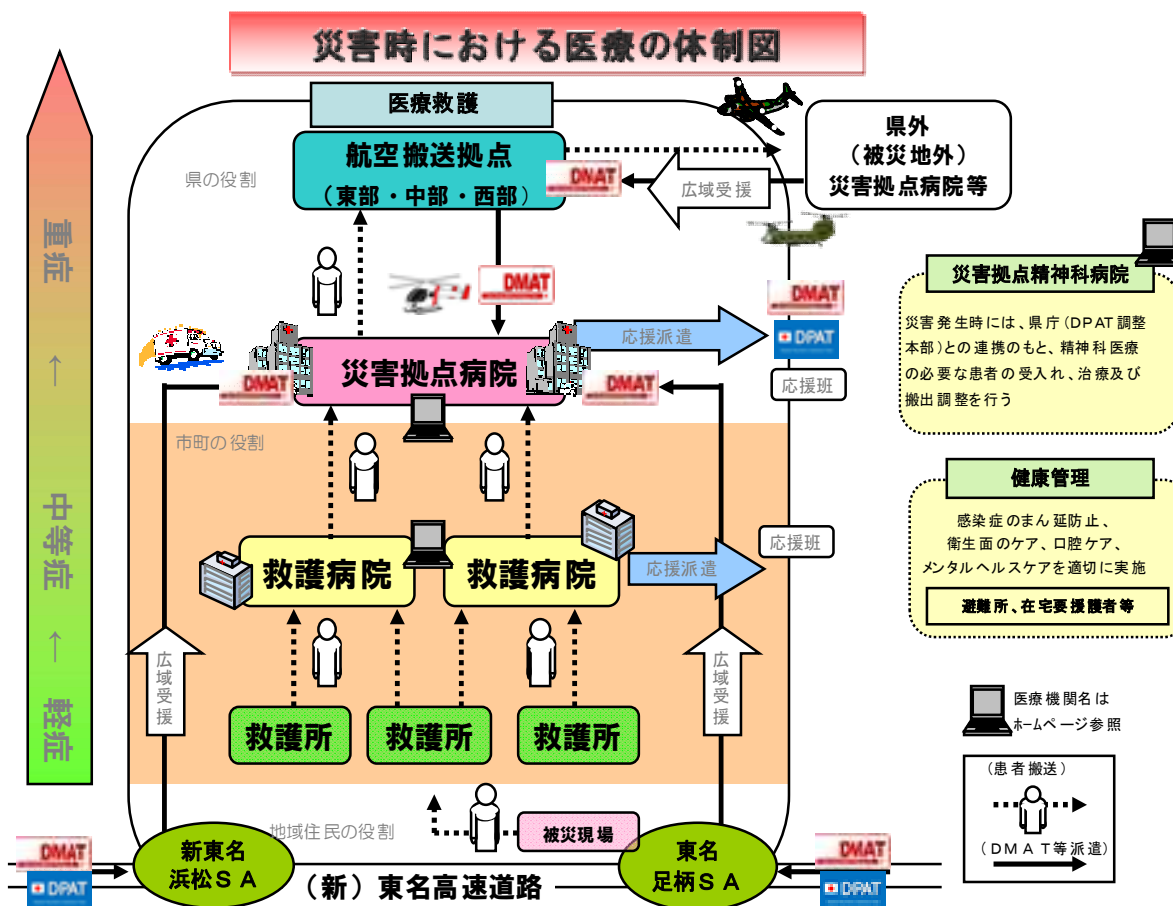 災害時における医療の体制図
医療救護
航空搬送拠点
（東部・中部・西部）
県の役割
DMAT
広域受援
県外
（被災地外）
災害拠点病院等
重症
←
中等症
←
軽症
DMAT
災害拠点病院
DMAT
DMAT
応援派遣
DMAT
DPAT
応援班
災害拠点精神科病院
災害発生時には、県庁（DPAT調整
本部）との連携のもと、精神科医療
の必要な患者の受入れ、治療及び
搬出調整を行う
市町の役割
救護病院
救護病院
応援派遣
応援班
健康管理
感染症のまん延防止、
衛生面のケア、口腔ケア、
メンタルヘルスケアを適切に実施
避難所、在宅要援護者等
広域受援
広域受援
救護所
救護所
救護所
医療機関名は
ホームページ参照
（患者搬送）
（ＤＭＡＴ等派遣）
地域住民の役割
被災現場
DMAT
DPAT
新東名
浜松ＳＡ
（新）東名高速道路
東名
足柄ＳＡ
DMAT
DPAT